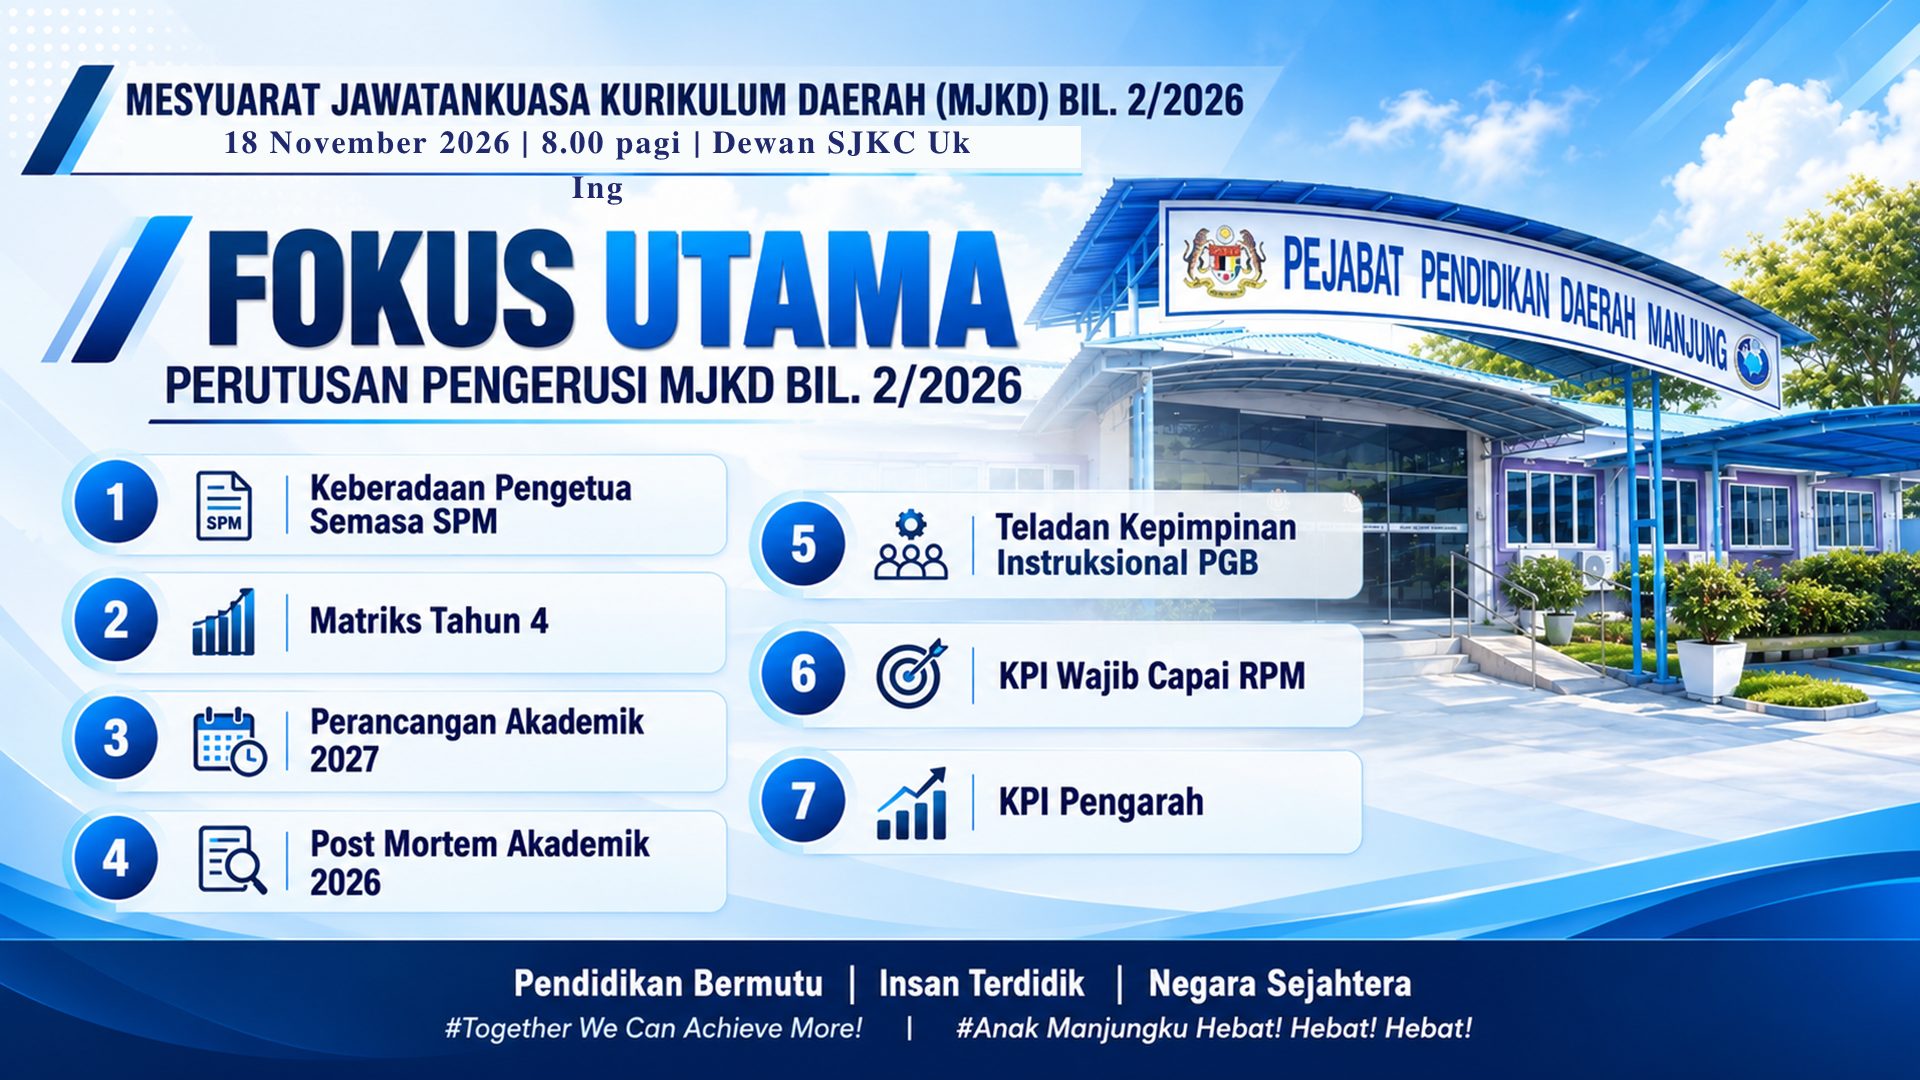 MESYUARAT JAWATANKUASA KURIKULUM DAERAH (MJKD) BIL. 2/2026
18 November 2026 | 8.00 pagi | Dewan SJKC Uk
Ing
FOKUS UTAMA
PERUTUSAN PENGERUSI MJKD BIL. 2/2026
PEJABAT PENDIDIKAN DAERAH MANJUNG
1
SPM
Keberadaan Pengetua
Semasa SPM
2
Matriks Tahun 4
3
Perancangan Akademik
2027
4
Post Mortem Akademik
2026
5
Teladan Kepimpinan
Instruksional PGB
6
KPI Wajib Capai RPM
7
KPI Pengarah
Pendidikan Bermutu | Insan Terdidik | Negara Sejahtera
#Together We Can Achieve More! | #Anak Manjungku Hebat! Hebat! Hebat!